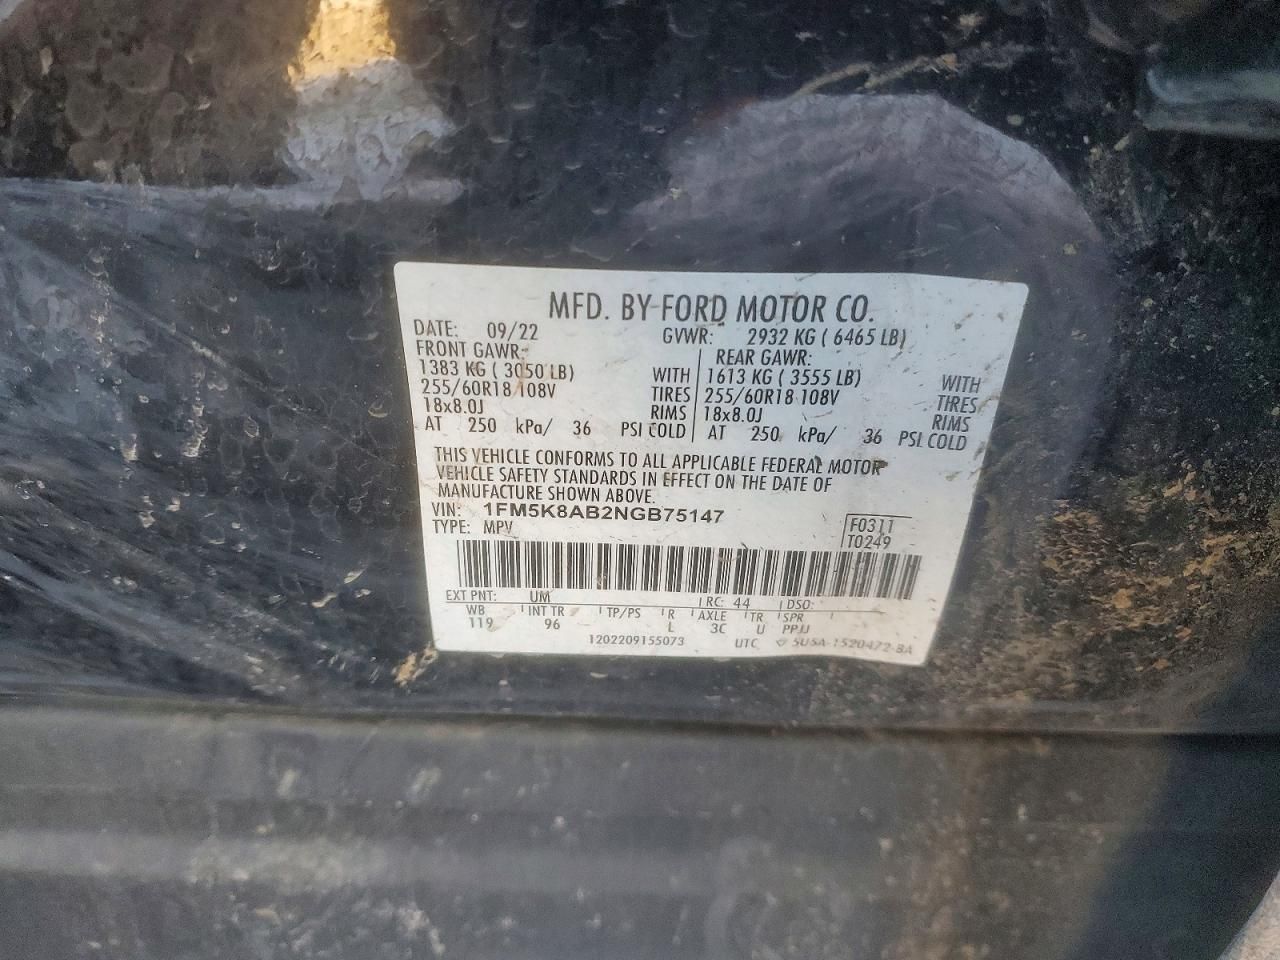 MFD. BY FORD MOTOR CO.
DATE: 09/22 GVWR: 2932 KG ( 6465 LB)
FRONT GAWR: REAR GAWR:
1383 KG ( 3050 LB) WITH 1613 KG ( 3555 LB) WITH
255/60R18 108V TIRES 255/60R18 108V TIRES
18x8.0J RIMS 18x8.0J RIMS
AT 250 kPa/ 36 PSI COLD AT 250 kPa/ 36 PSI COLD
THIS VEHICLE CONFORMS TO ALL APPLICABLE FEDERAL MOTOR
VEHICLE SAFETY STANDARDS IN EFFECT ON THE DATE OF
MANUFACTURE SHOWN ABOVE.
VIN: 1FM5K8AB2NGB75147 F0311
TYPE: MPV T0249
EXT PNT: UM RC: 44 DSO:
WB INT TR TP/PS R AXLE TR SPR
119 96 L 3C U PPJJ
1202209155073 UTC 5U5A-1520472-BA